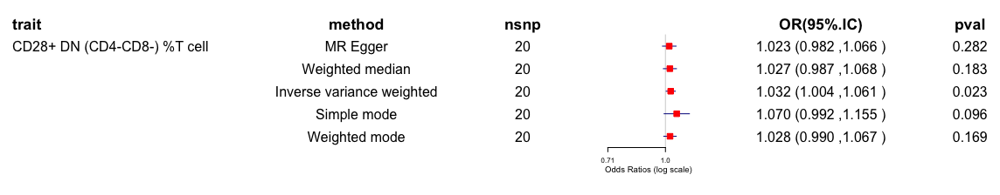 trait method nsnp OR(95%.IC) pval
CD28+ DN (CD4-CD8-) %T cell MR Egger 20 1.023 (0.982 ,1.066 ) 0.282
Weighted median 20 1.027 (0.987 ,1.068 ) 0.183
Inverse variance weighted 20 1.032 (1.004 ,1.061 ) 0.023
Simple mode 20 1.070 (0.992 ,1.155 ) 0.096
Weighted mode 20 1.028 (0.990 ,1.067 ) 0.169
0.71 1.0
Odds Ratios (log scale)